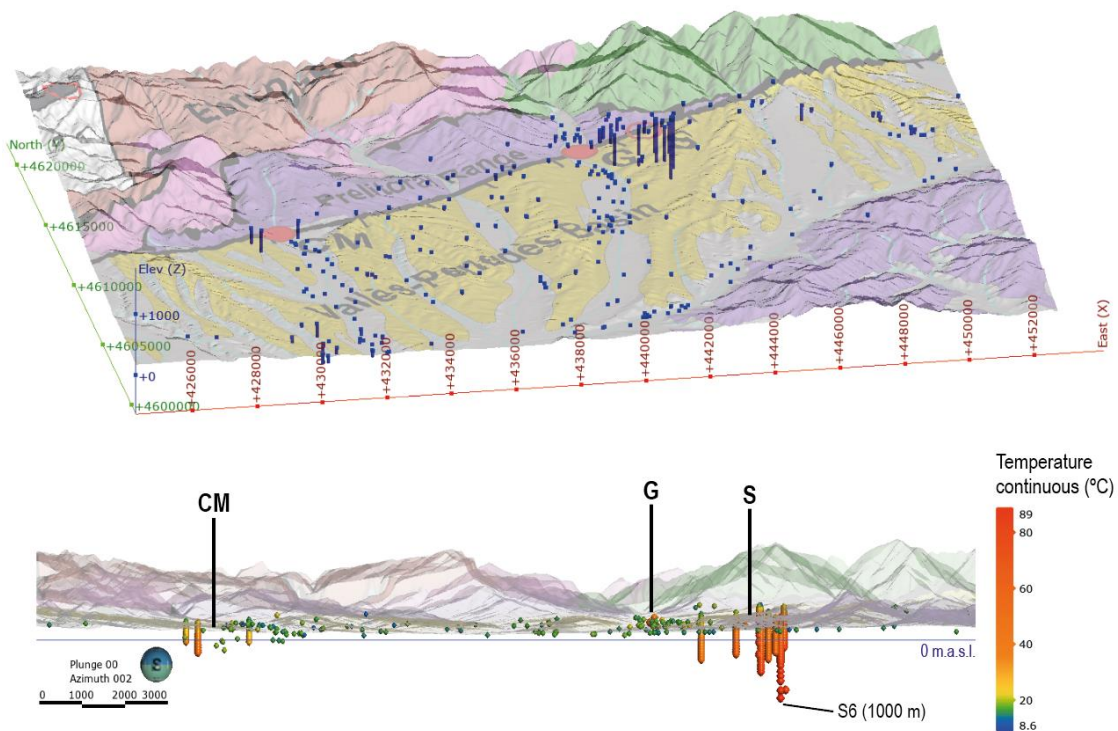 North (Y)
+4620000
+4615000
+4610000
+4605000
+4600000
Elev (Z)
+1000
+0
Prelitoral Range
Vallès-Penedès Basin
CM
G
S
+426000
+428000
+430000
+432000
+434000
+436000
+438000
+440000
+442000
+444000
+446000
+448000
+450000
+452000
East (X)
CM
G
S
Temperature
continuous (ºC)
89
80
60
40
20
8.6
0 m.a.s.l.
Plunge 00
Azimuth 002
0 1000 2000 3000
S6 (1000 m)